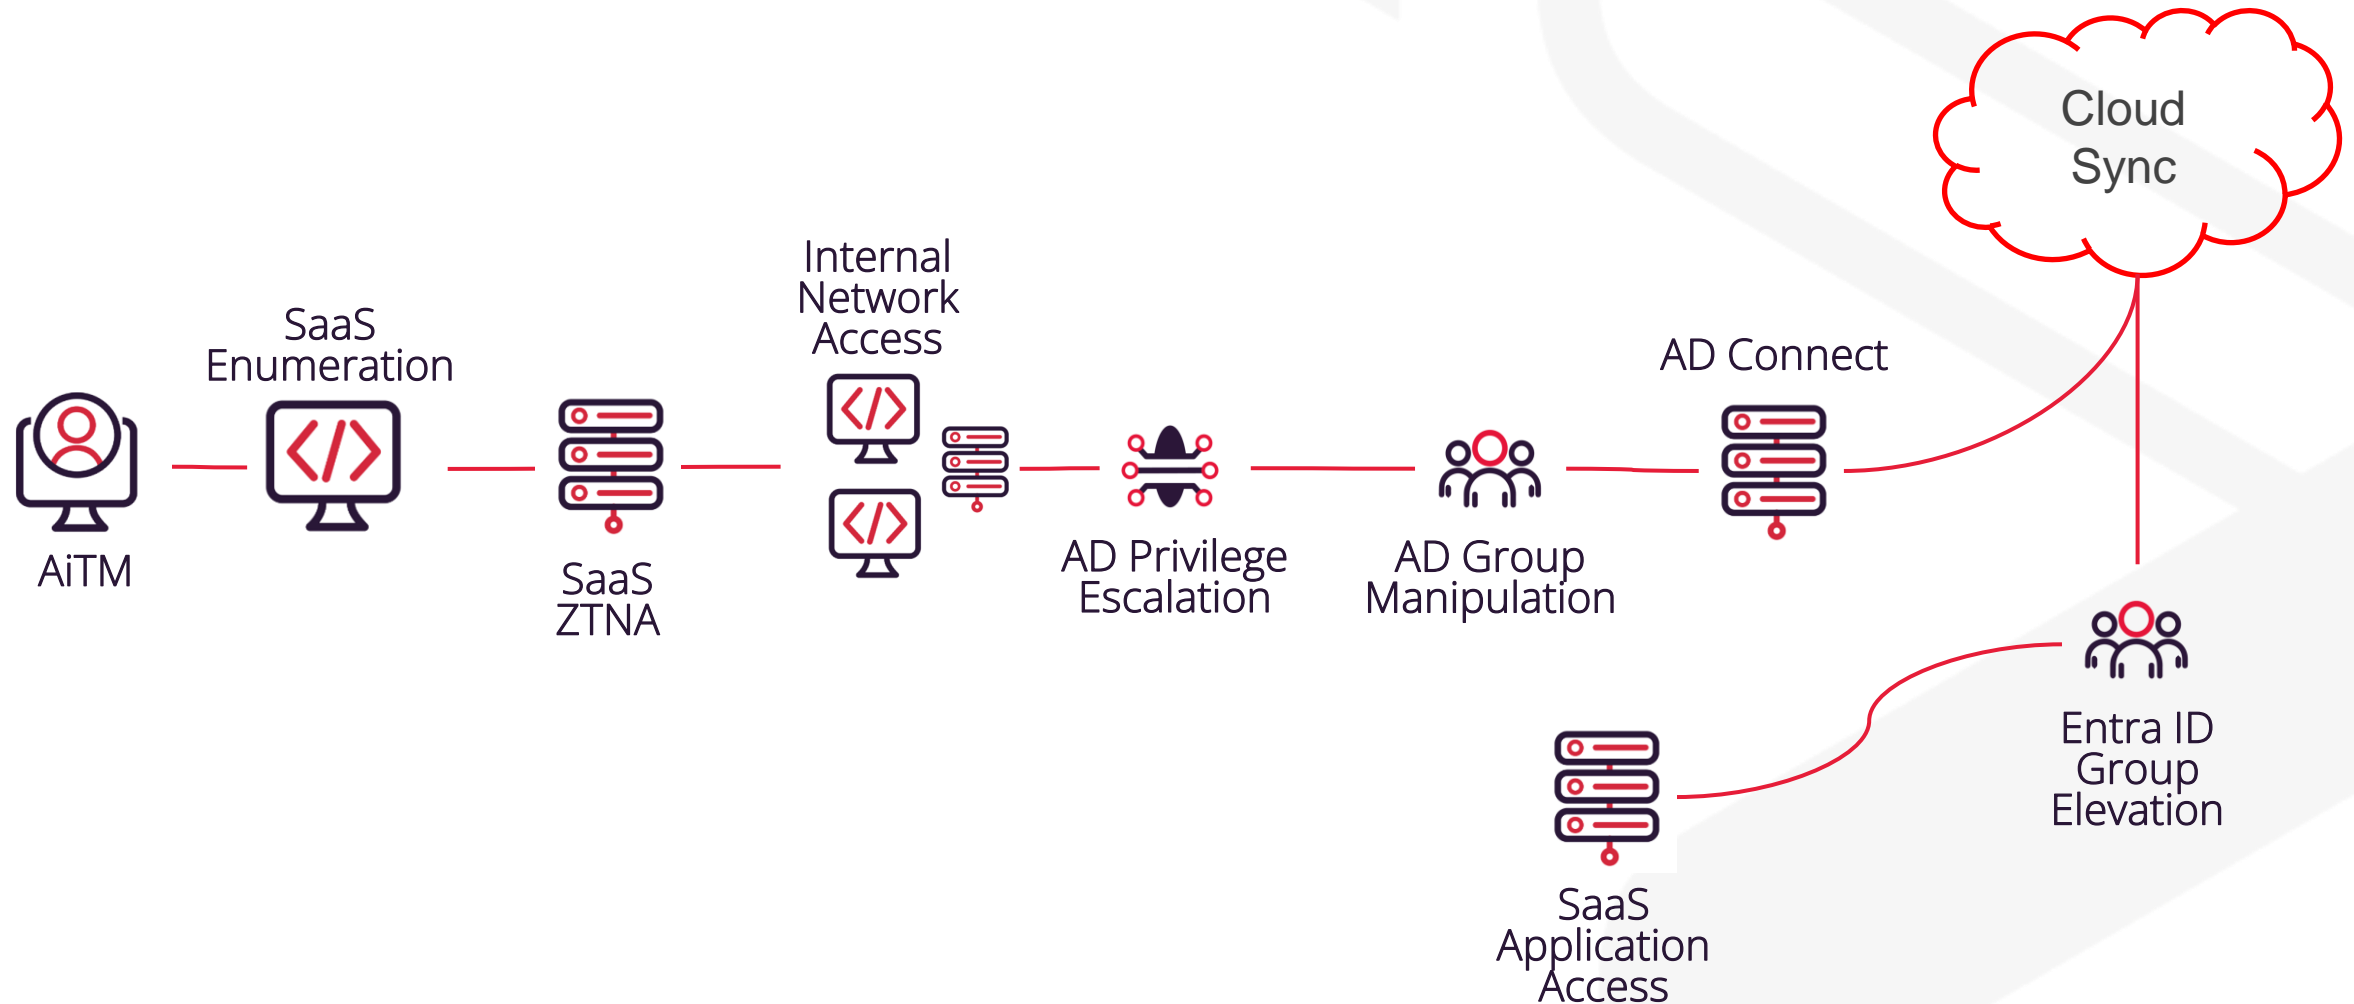 AiTM
SaaS
Enumeration
SaaS
ZTNA
Internal
Network
Access
AD Privilege
Escalation
AD Group
Manipulation
AD Connect
Cloud
Sync
Entra ID
Group
Elevation
SaaS
Application
Access